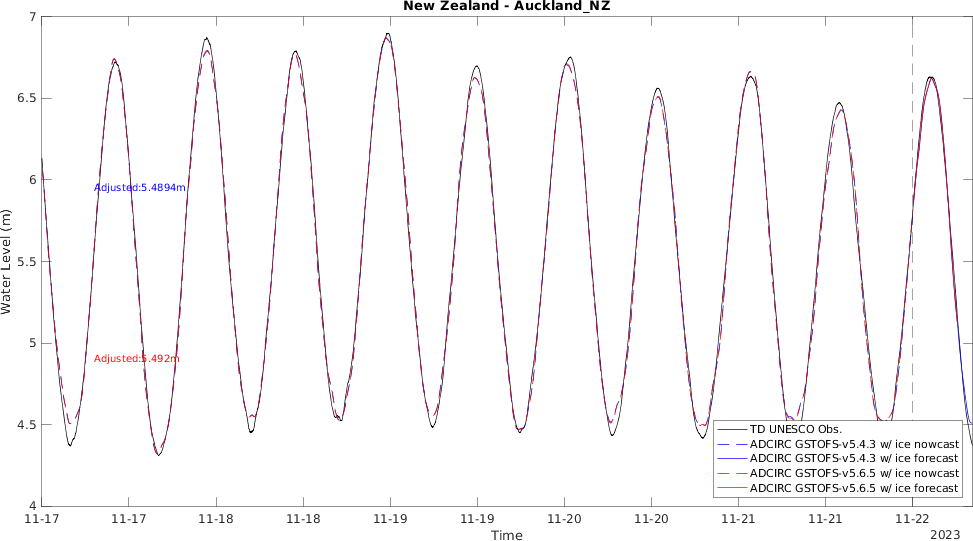 New Zealand - Auckland_NZ
7
6.5
6
5.5
5
4.5
4
Water Level (m)
Adjusted:5.4894m
Adjusted:5.492m
TD UNESCO Obs.
ADCIRC GSTOFS-v5.4.3 w/ ice nowcast
ADCIRC GSTOFS-v5.4.3 w/ ice forecast
ADCIRC GSTOFS-v5.6.5 w/ ice nowcast
ADCIRC GSTOFS-v5.6.5 w/ ice forecast
11-17 11-17 11-18 11-18 11-19 11-19 11-20 11-20 11-21 11-21 11-22
Time
2023